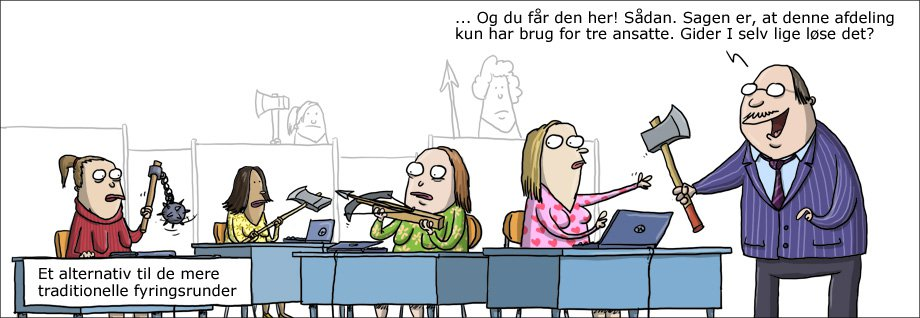 ... Og du får den her! Sådan. Sagen er, at denne afdeling
kun har brug for tre ansatte. Gider I selv lige løse det?
Et alternativ til de mere
traditionelle fyringsrunder